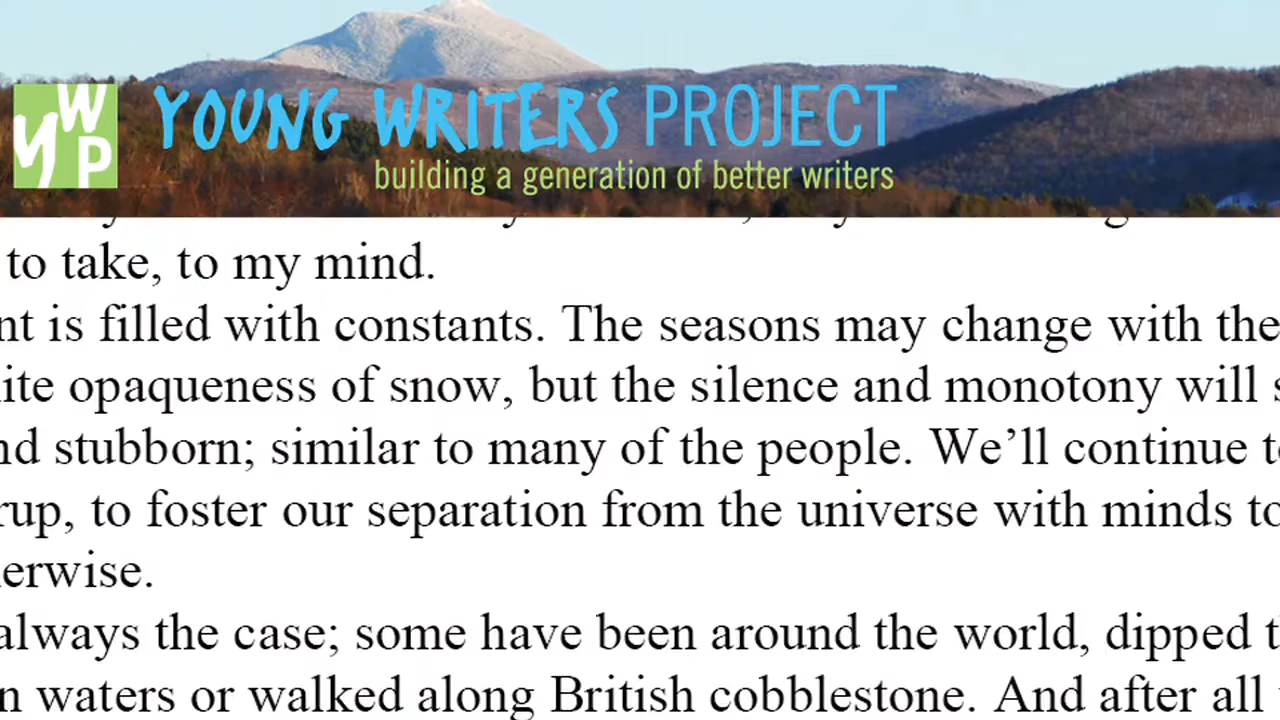 YWP
YOUNG WRITERS PROJECT
building a generation of better writers
to take, to my mind.
nt is filled with constants. The seasons may change with the
ite opaqueness of snow, but the silence and monotony will s
nd stubborn; similar to many of the people. We’ll continue to
rup, to foster our separation from the universe with minds to
erwise.
always the case; some have been around the world, dipped t
n waters or walked along British cobblestone. And after all